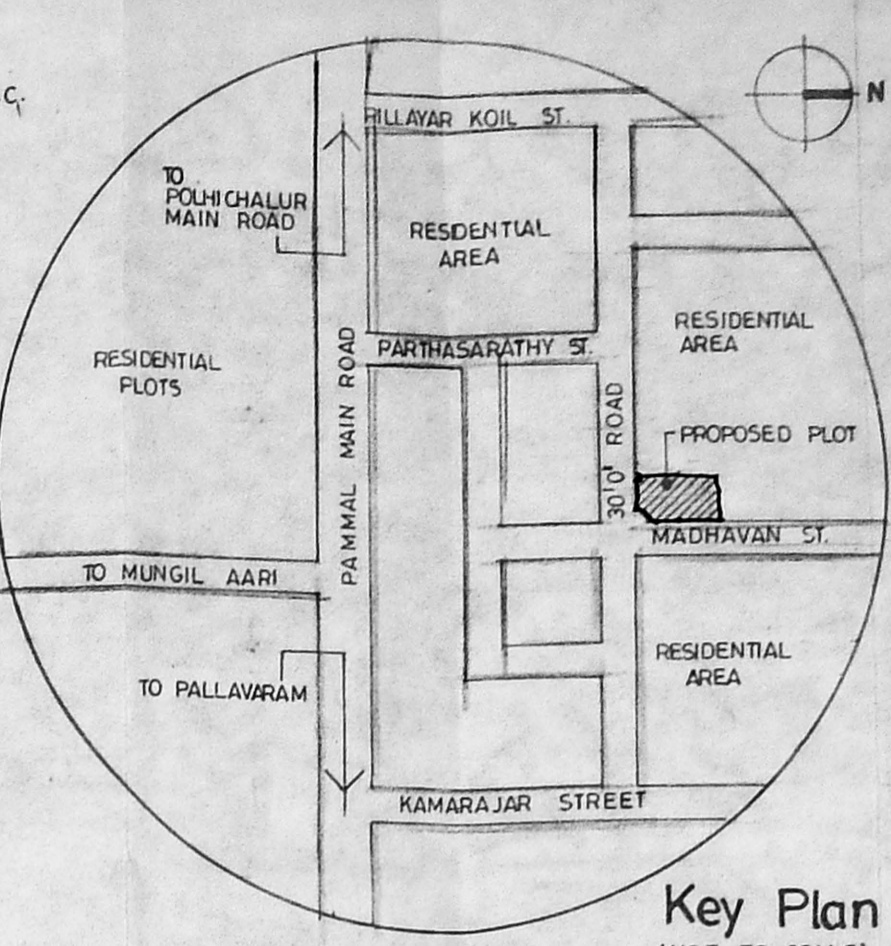 N
PILLAYAR KOIL ST.
TO
POLHICHALUR
MAIN ROAD
RESIDENTIAL
AREA
RESIDENTIAL
AREA
PARTHASARATHY ST.
RESIDENTIAL
PLOTS
PAMMAL MAIN ROAD
30'0' ROAD
PROPOSED PLOT
MADHAVAN ST.
TO MUNGIL AARI
RESIDENTIAL
AREA
TO PALLAVARAM
KAMARAJAR STREET
Key Plan